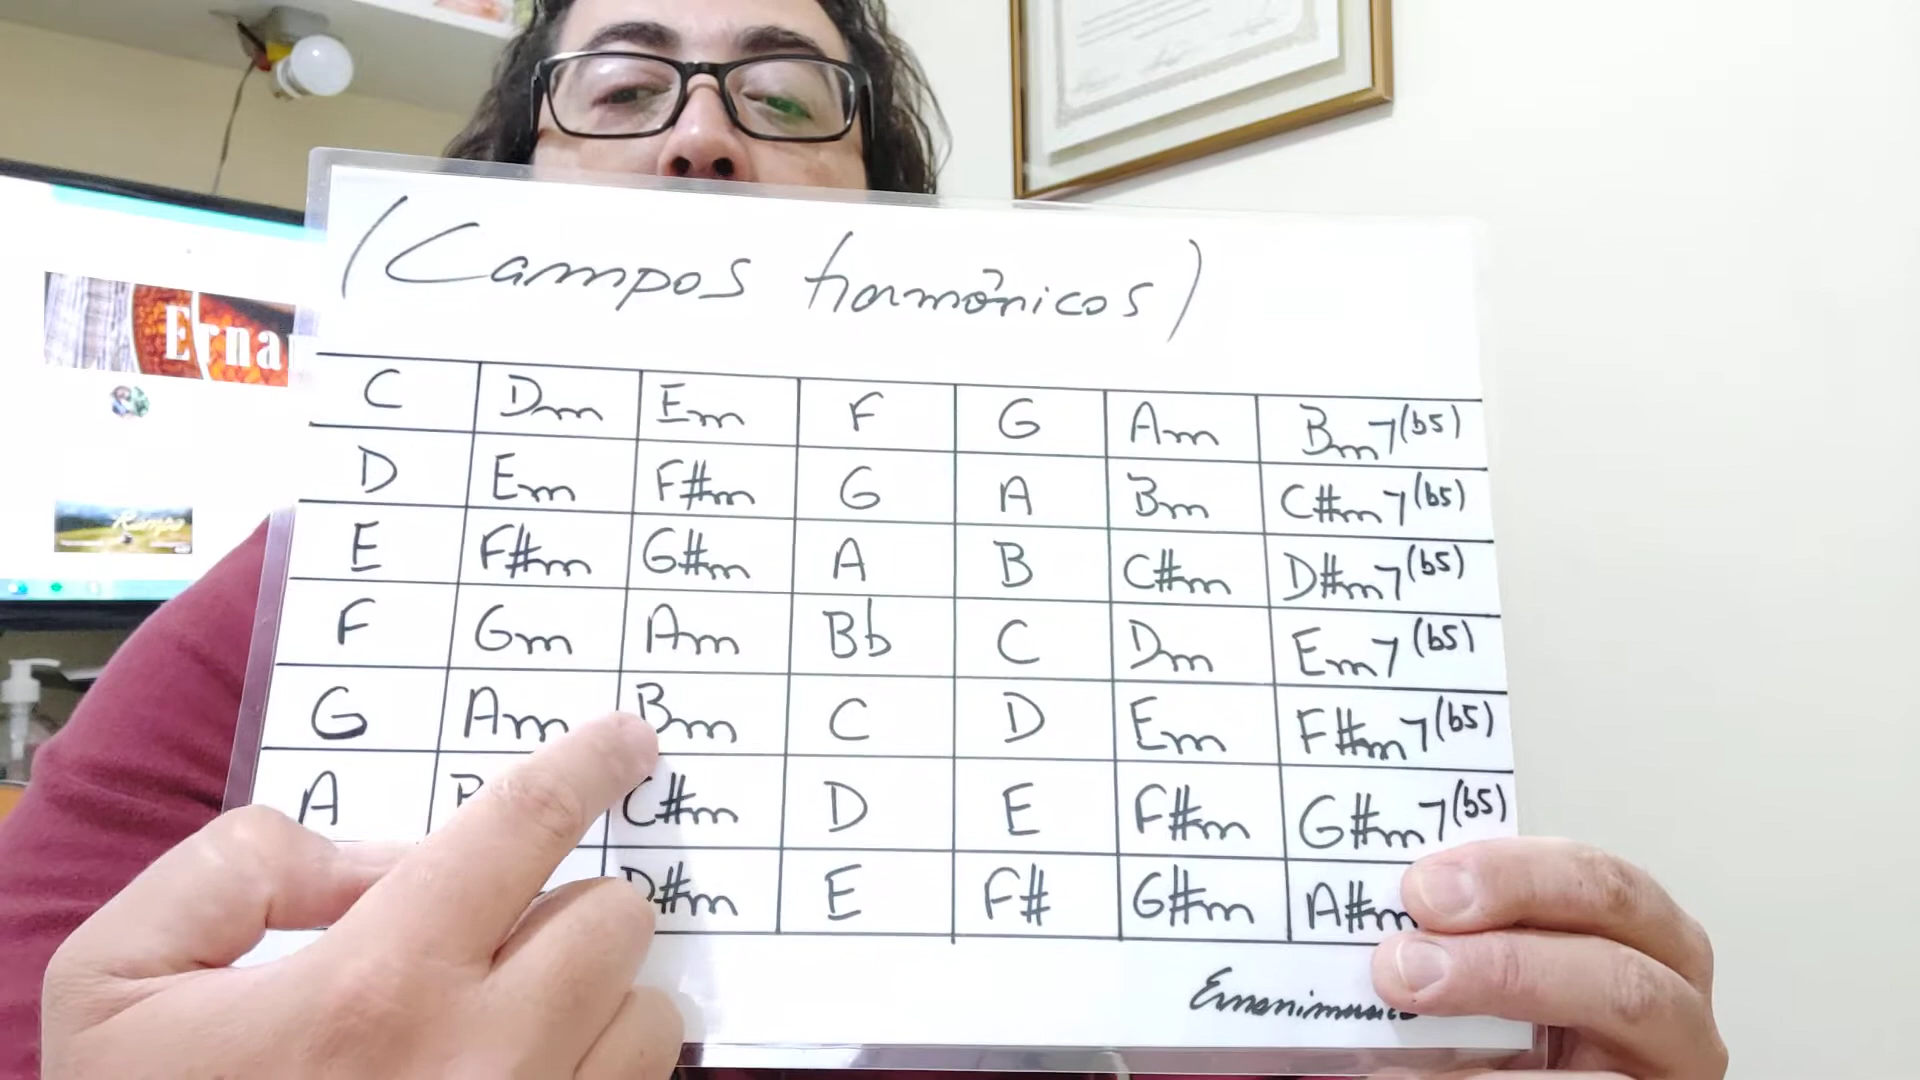 (Campos harmônicos)
C Dm Em F G Am Bm7(b5)
D Em F#m G A Bm C#m7(b5)
E F#m G#m A B C#m D#m7(b5)
F Gm Am Bb C Dm Em7(b5)
G Am Bm C D Em F#m7(b5)
A C#m D E F#m G#m7(b5)
D#m E F# G#m A#m
Erna